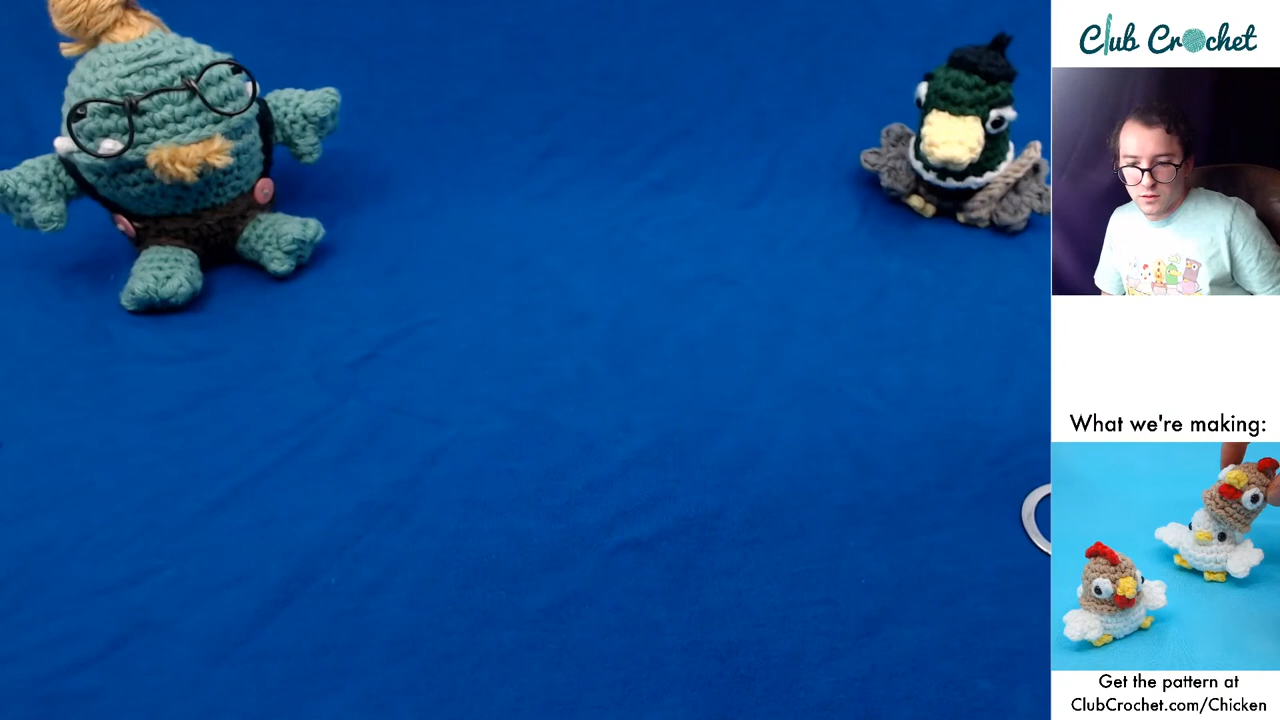 Club Crochet
What we're making:
Get the pattern at
ClubCrochet.com/Chicken